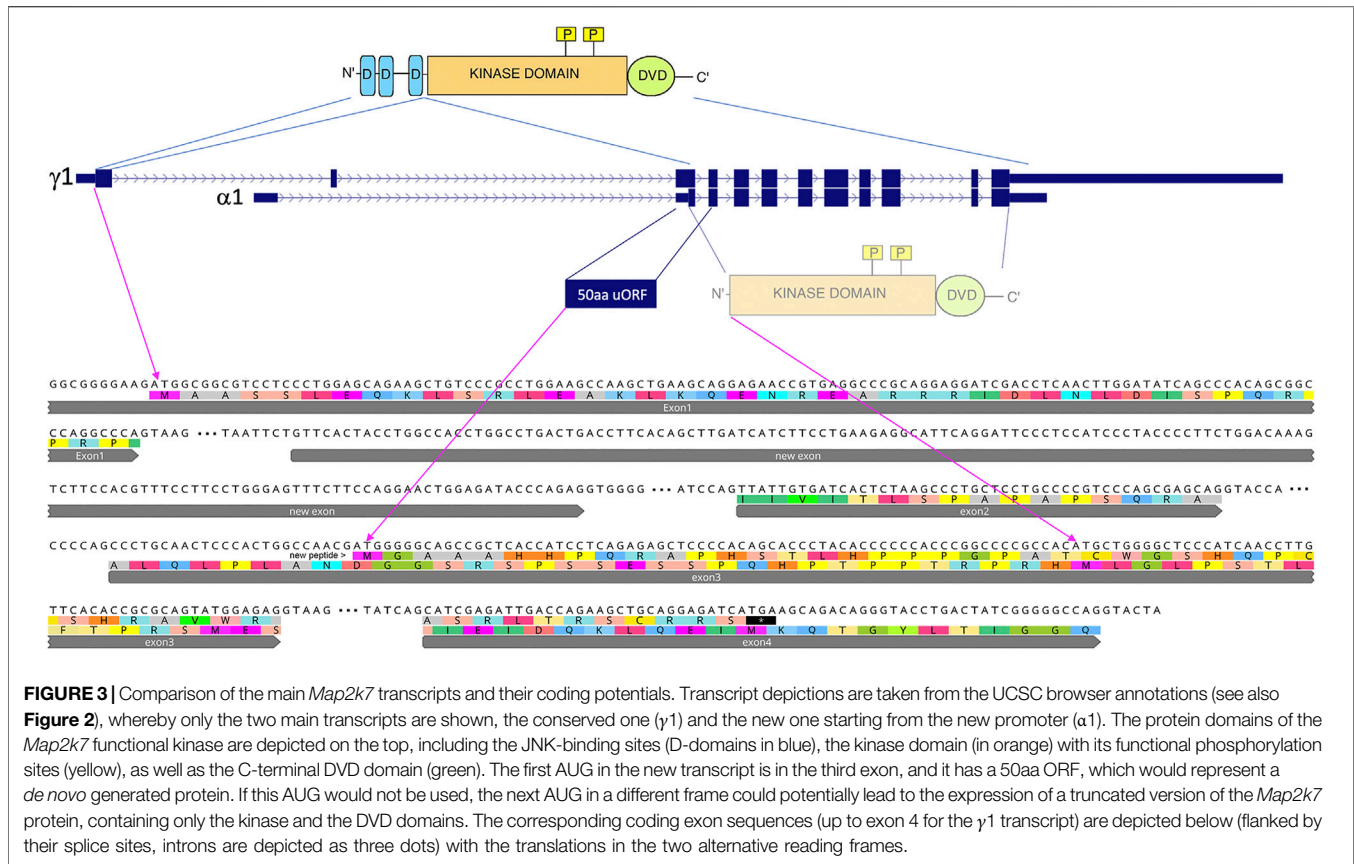 P P
N'- D D D KINASE DOMAIN DVD C'
γ1
α1
P P
50aa uORF
N'- KINASE DOMAIN DVD C'
GGCGGGGAAGATGGCGGCGTCCTCCCTGGAGCAGAAGCTGTCCCGCCTGGAAGCCAAGCTGAAGCAGGAGAACCGTGAGGCCCGCAGGAGGATCGACCTCAACTTGGATATCAGCCCACAGCGGC
M A A S S L E Q K L S R L E A K L K Q E N R E A R R R I D L N L D I S P Q R
Exon1
CCAGGCCCAGTAAG ··· TAATTCTGTTCACTACCTGGCCACCTGGCCTGACTGACCTTCACAGCTTGATCATCTTCCTGAAGAGGCATTCAGGATTCCCTCCATCCCTACCCCTTCTGGACAAAG
P R P
Exon1
new exon
TCTTCCACGTTTCCTTCCTGGGAGTTTCTTCCAGGAACTGGAGATACCCAGAGGTGGGG ··· ATCCAGTTATTGTGATCACTCTAAGCCCTGCTCCTGCCCCGTCCCAGCGAGCAGGTACCA ···
I I V I T L S P A P A P S Q R A
new exon
exon2
CCCCAGCCCTGCAACTCCCACTGGCCAACGATGGGGGCAGCCGCTCACCATCCTCAGAGAGCTCCCCACAGCACCCTACACCCCCCACCCGGCCCCGCCACATGCTGGGGCTCCCATCAACCTTG
new peptide > M G A A A H H P Q R A P H S T L H P P P G P A T C W G S H Q P C
A L Q L P L A N D G G S R S P S S E S S P Q H P T P P T R P R H M L G L P S T L
exon3
TTCACACCGCGCAGTATGGAGAGGTAAG ··· TATCAGCATCGAGATTGACCAGAAGCTGCAGGAGATCATGAAGCAGACAGGGTACCTGACTATCGGGGGCCAGGTACTA
S H R A V W R A S R L T R S C R R S *
F T P R S M E S I E I D Q K L Q E I M K Q T G Y L T I G G Q
exon3
exon4
FIGURE 3 | Comparison of the main Map2k7 transcripts and their coding potentials. Transcript depictions are taken from the UCSC browser annotations (see also
Figure 2), whereby only the two main transcripts are shown, the conserved one (γ1) and the new one starting from the new promoter (α1). The protein domains of the
Map2k7 functional kinase are depicted on the top, including the JNK-binding sites (D-domains in blue), the kinase domain (in orange) with its functional phosphorylation
sites (yellow), as well as the C-terminal DVD domain (green). The first AUG in the new transcript is in the third exon, and it has a 50aa ORF, which would represent a
de novo generated protein. If this AUG would not be used, the next AUG in a different frame could potentially lead to the expression of a truncated version of the Map2k7
protein, containing only the kinase and the DVD domains. The corresponding coding exon sequences (up to exon 4 for the γ1 transcript) are depicted below (flanked by
their splice sites, introns are depicted as three dots) with the translations in the two alternative reading frames.